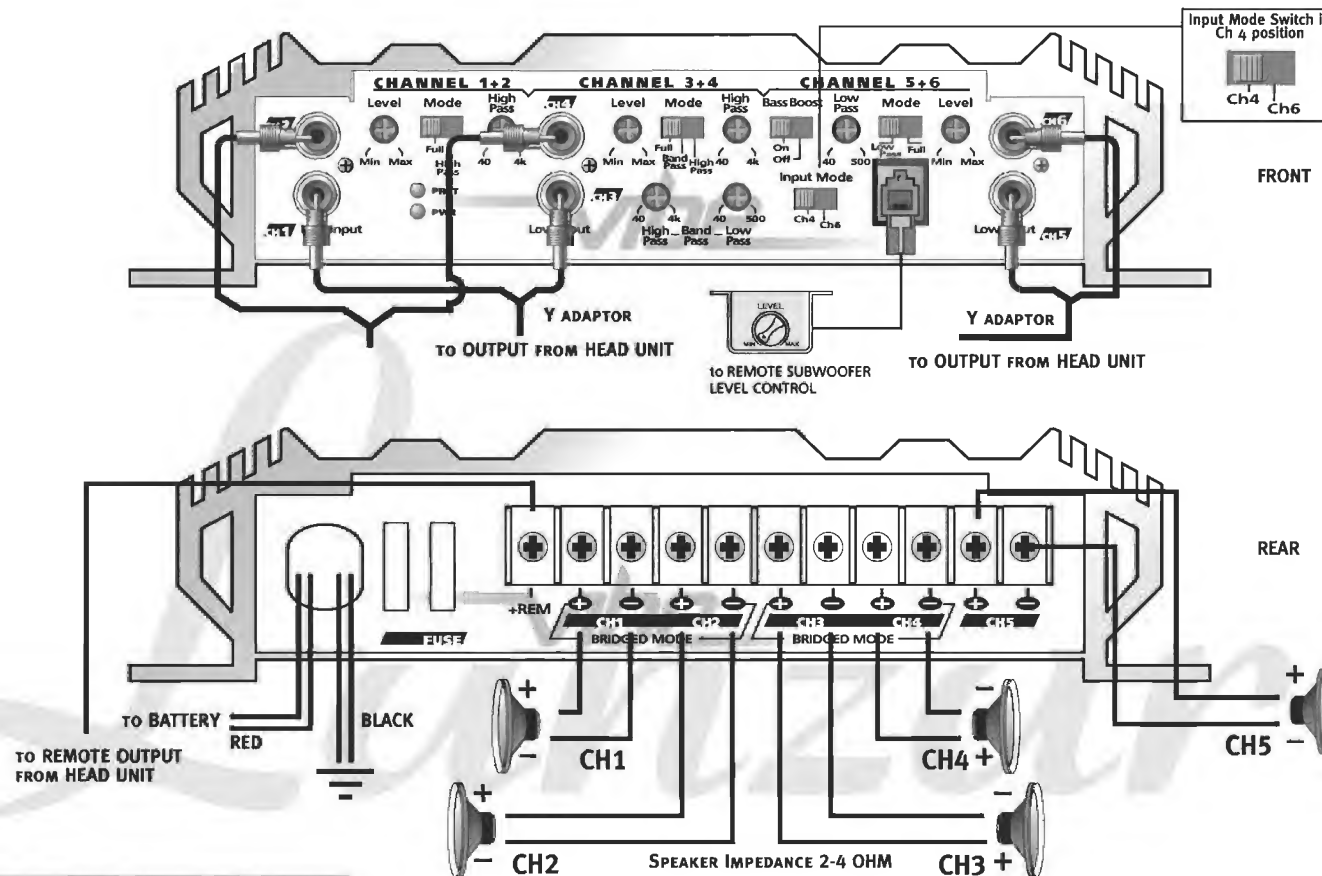 Input Mode Switch i
Ch 4 position
Ch4
Ch6
CHANNEL 1+2
CHANNEL 3+4
CHANNEL 5+6
Level
Mode
High
Pass
CH4
Level
Mode
High
Pass
Bass Boost
Low
Pass
Mode
Level
CH6
Min Max
Full
High
Pass
40 4k
Min Max
Full
Band
Pass
High
Pass
40 4k
On
Off
40 500
Low
Pass
Full
Min Max
FRONT
PWR
Input Mode
Ch4
Ch6
CH1
Input
CH3
40 4k
40 500
High
Pass
Band
Pass
Low
Pass
CH5
Y ADAPTOR
TO OUTPUT FROM HEAD UNIT
LEVEL
MIN MAX
to REMOTE SUBWOOFER
LEVEL CONTROL
Y ADAPTOR
TO OUTPUT FROM HEAD UNIT
REAR
+REM
+ - + - + - + - + -
CH1 CH2 CH3 CH4 CH5
FUSE
BRIDGED MODE
BRIDGED MODE
TO BATTERY
RED
BLACK
TO REMOTE OUTPUT
FROM HEAD UNIT
+
-
CH1
-
CH4 +
+
CH5 -
+
-
CH2
SPEAKER IMPEDANCE 2-4 OHM
-
CH3 +
Lanzar